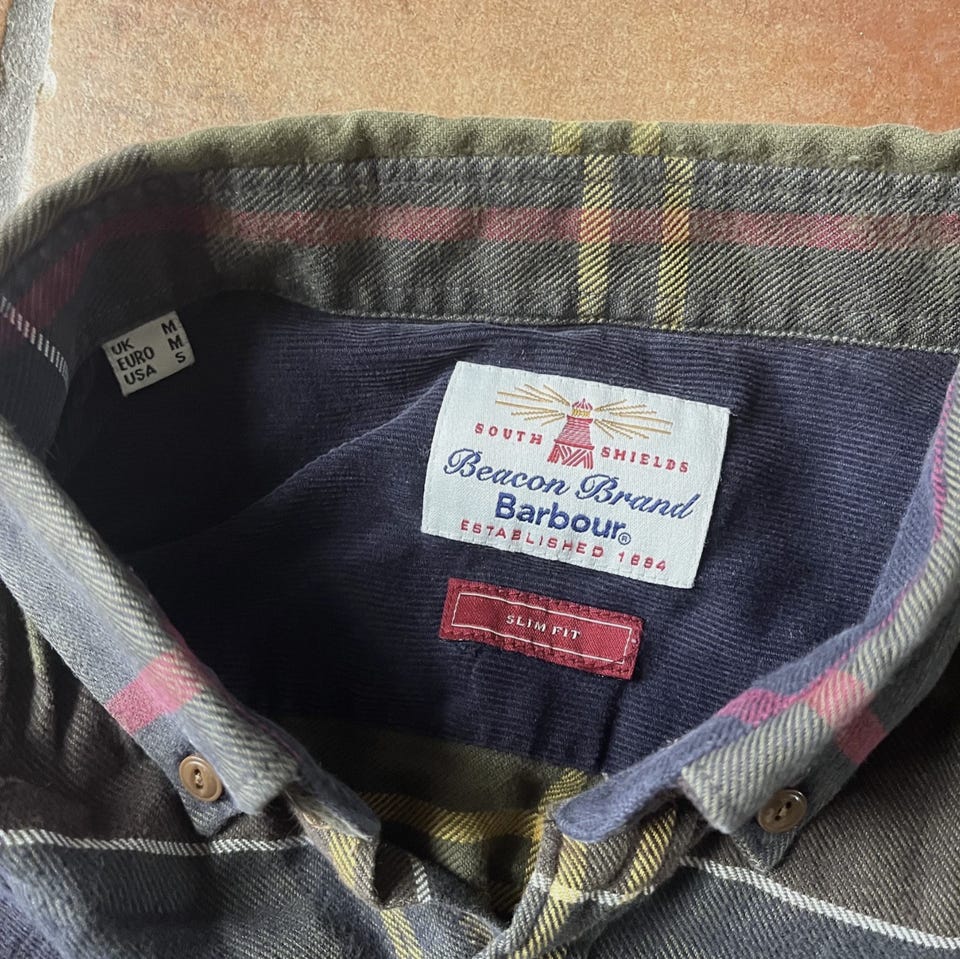 UK M
EURO M
USA S
SOUTH SHIELDS
Beacon Brand
Barbour®
ESTABLISHED 1894
SLIM FIT